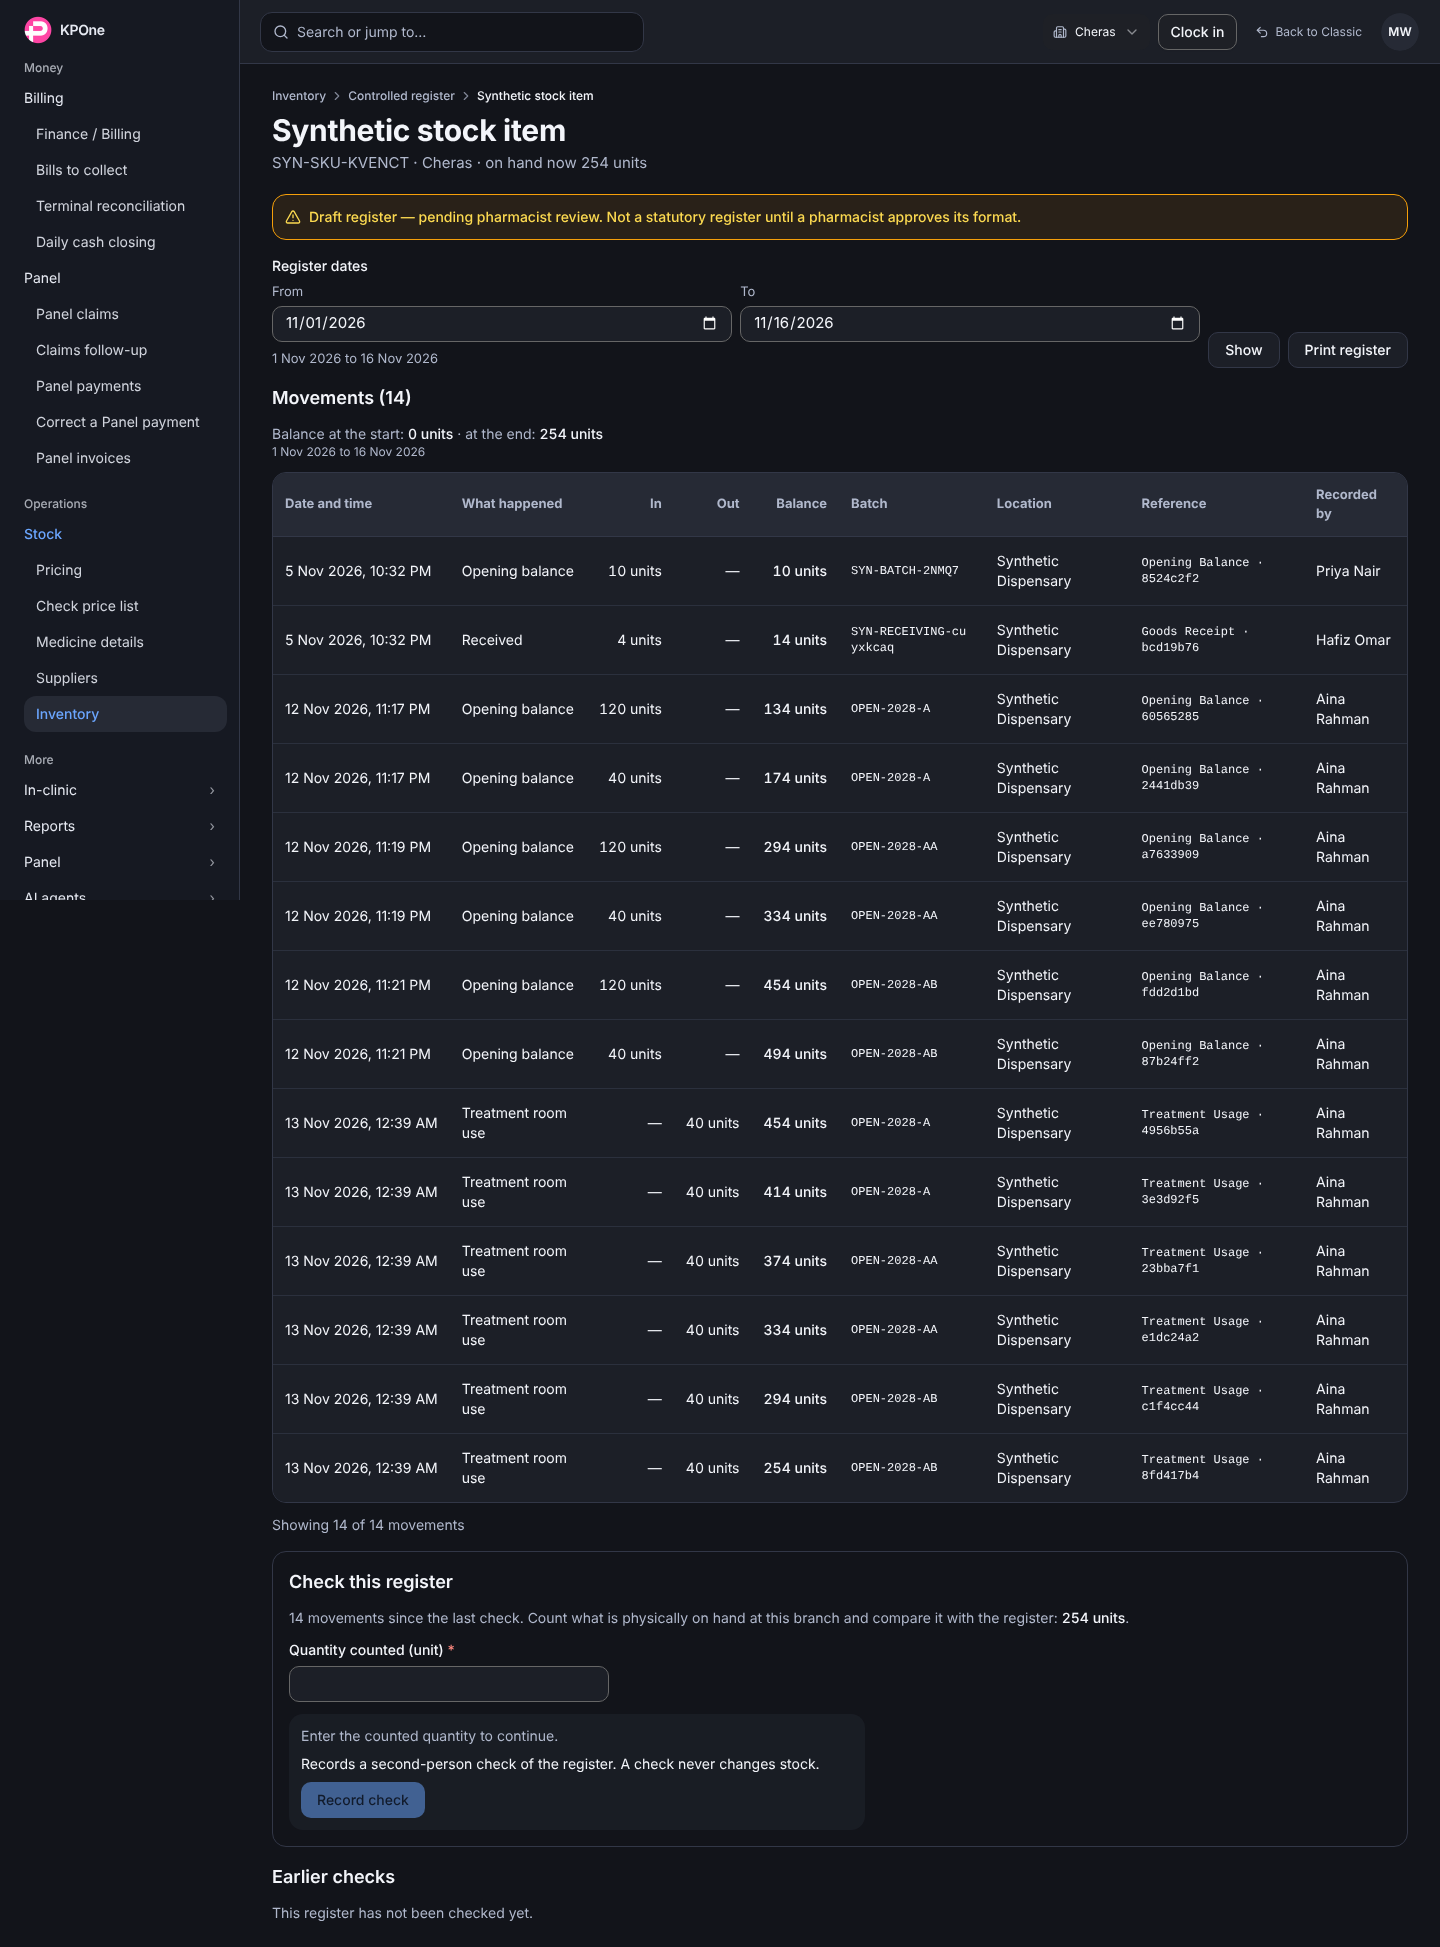 KPOne
Search or jump to...
Cheras
Clock in
Back to Classic
MW
Money
Billing
Finance / Billing
Bills to collect
Terminal reconciliation
Daily cash closing
Panel
Panel claims
Claims follow-up
Panel payments
Correct a Panel payment
Panel invoices
Operations
Stock
Pricing
Check price list
Medicine details
Suppliers
Inventory
More
In-clinic
Reports
Panel
AI agents
Inventory > Controlled register > Synthetic stock item
Synthetic stock item
SYN-SKU-KVENCT · Cheras · on hand now 254 units
Draft register — pending pharmacist review. Not a statutory register until a pharmacist approves its format.
Register dates
From
To
11/01/2026
11/16/2026
1 Nov 2026 to 16 Nov 2026
Show
Print register
Movements (14)
Balance at the start: 0 units · at the end: 254 units
1 Nov 2026 to 16 Nov 2026
Date and time What happened In Out Balance Batch Location Reference Recorded by
5 Nov 2026, 10:32 PM Opening balance 10 units — 10 units SYN-BATCH-2NMQ7 Synthetic Dispensary Opening Balance · 8524c2f2 Priya Nair
5 Nov 2026, 10:32 PM Received 4 units — 14 units SYN-RECEIVING-cuyxkcaq Synthetic Dispensary Goods Receipt · bcd19b76 Hafiz Omar
12 Nov 2026, 11:17 PM Opening balance 120 units — 134 units OPEN-2028-A Synthetic Dispensary Opening Balance · 60565285 Aina Rahman
12 Nov 2026, 11:17 PM Opening balance 40 units — 174 units OPEN-2028-A Synthetic Dispensary Opening Balance · 2441db39 Aina Rahman
12 Nov 2026, 11:19 PM Opening balance 120 units — 294 units OPEN-2028-AA Synthetic Dispensary Opening Balance · a7633909 Aina Rahman
12 Nov 2026, 11:19 PM Opening balance 40 units — 334 units OPEN-2028-AA Synthetic Dispensary Opening Balance · ee780975 Aina Rahman
12 Nov 2026, 11:21 PM Opening balance 120 units — 454 units OPEN-2028-AB Synthetic Dispensary Opening Balance · fdd2d1bd Aina Rahman
12 Nov 2026, 11:21 PM Opening balance 40 units — 494 units OPEN-2028-AB Synthetic Dispensary Opening Balance · 87b24ff2 Aina Rahman
13 Nov 2026, 12:39 AM Treatment room use — 40 units 454 units OPEN-2028-A Synthetic Dispensary Treatment Usage · 4956b55a Aina Rahman
13 Nov 2026, 12:39 AM Treatment room use — 40 units 414 units OPEN-2028-A Synthetic Dispensary Treatment Usage · 3e3d92f5 Aina Rahman
13 Nov 2026, 12:39 AM Treatment room use — 40 units 374 units OPEN-2028-AA Synthetic Dispensary Treatment Usage · 23bba7f1 Aina Rahman
13 Nov 2026, 12:39 AM Treatment room use — 40 units 334 units OPEN-2028-AA Synthetic Dispensary Treatment Usage · e1dc24a2 Aina Rahman
13 Nov 2026, 12:39 AM Treatment room use — 40 units 294 units OPEN-2028-AB Synthetic Dispensary Treatment Usage · c1f4cc44 Aina Rahman
13 Nov 2026, 12:39 AM Treatment room use — 40 units 254 units OPEN-2028-AB Synthetic Dispensary Treatment Usage · 8fd417b4 Aina Rahman
Showing 14 of 14 movements
Check this register
14 movements since the last check. Count what is physically on hand at this branch and compare it with the register: 254 units.
Quantity counted (unit) *
Enter the counted quantity to continue.
Records a second-person check of the register. A check never changes stock.
Record check
Earlier checks
This register has not been checked yet.